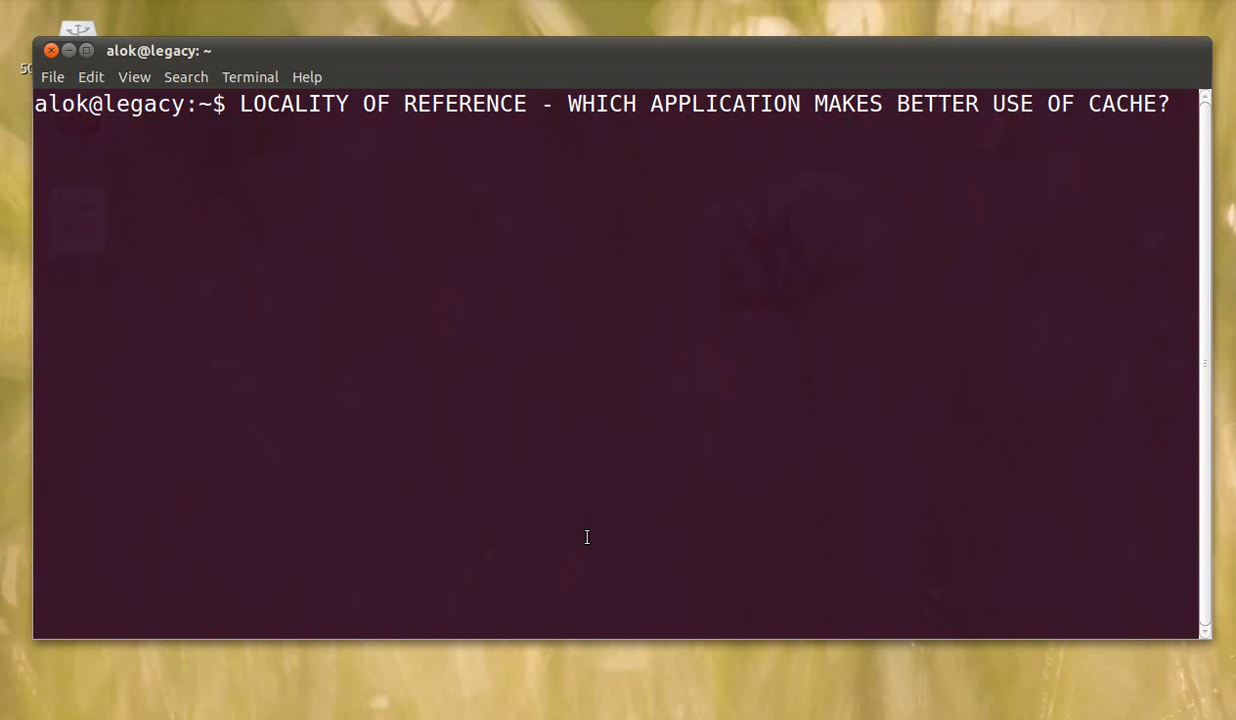 alok@legacy: ~
File Edit View Search Terminal Help
alok@legacy:~$ LOCALITY OF REFERENCE - WHICH APPLICATION MAKES BETTER USE OF CACHE?